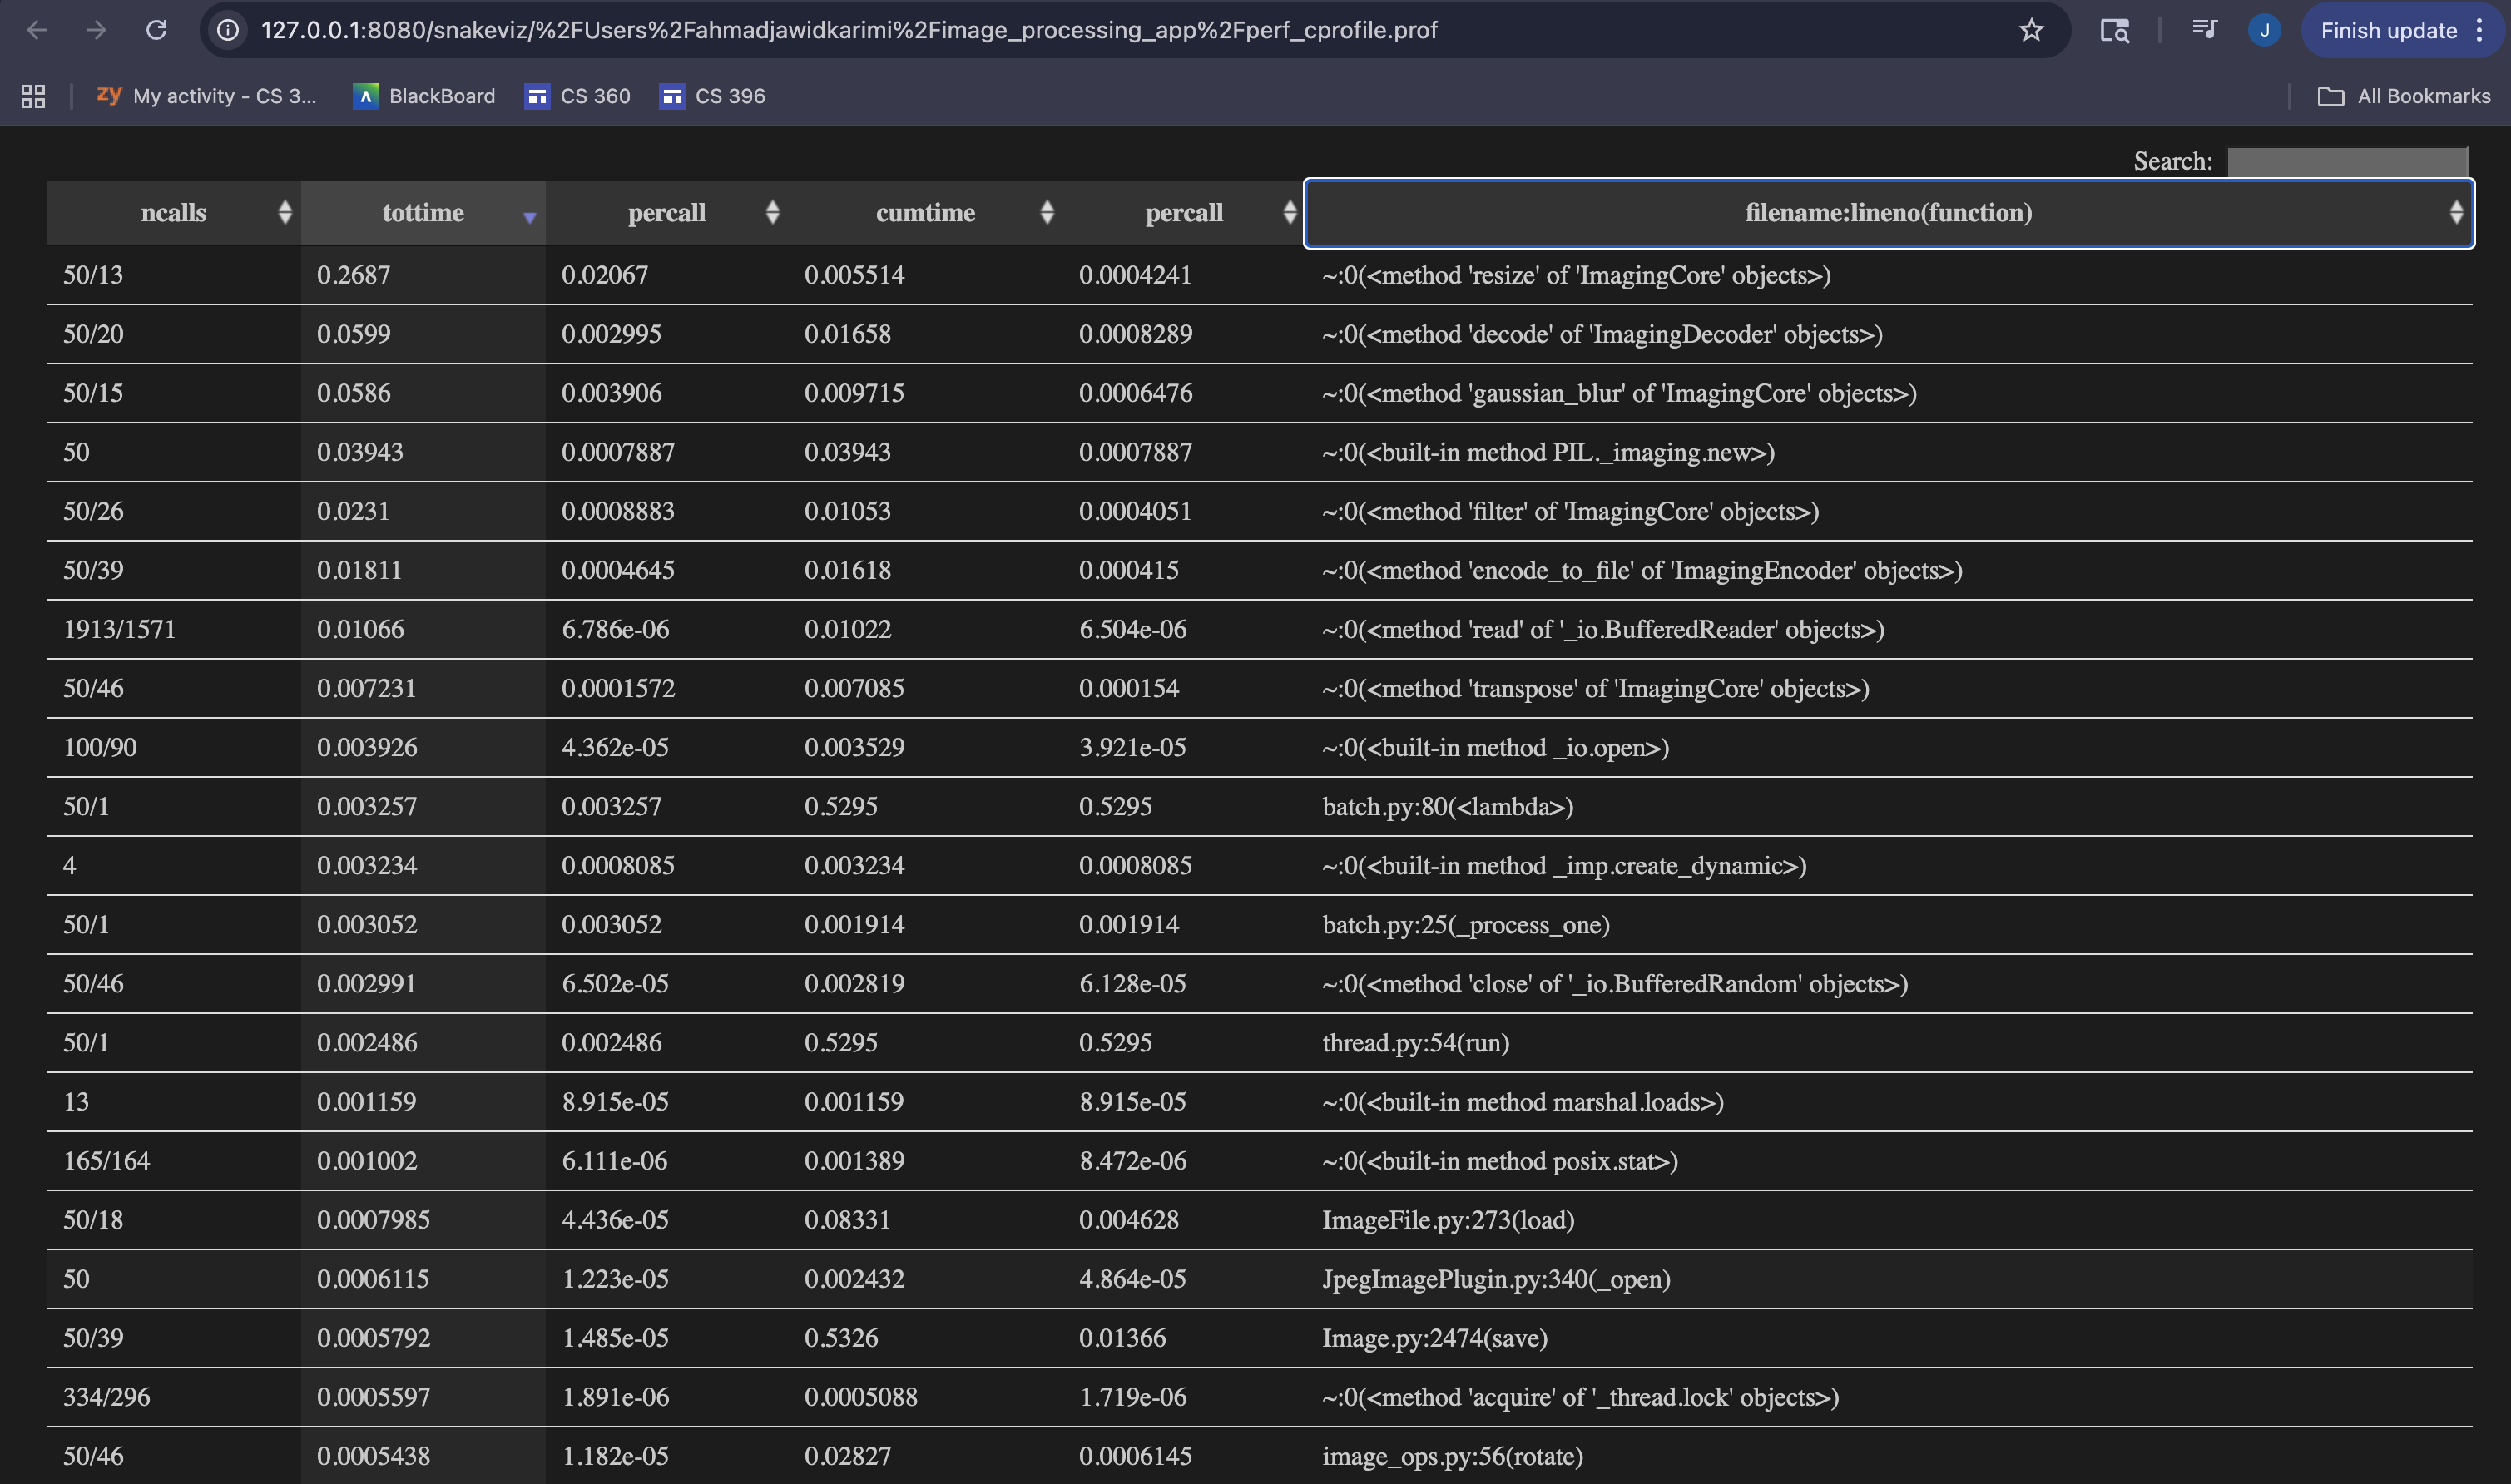 127.0.0.1:8080/snakeviz/%2FUsers%2Fahmadjawidkarimi%2Fimage_processing_app%2Fperf_cprofile.prof J Finish update
zy My activity - CS 3... BlackBoard CS 360 CS 396 All Bookmarks
Search:
ncalls tottime percall cumtime percall filename:lineno(function)
50/13 0.2687 0.02067 0.005514 0.0004241 ~:0(<method 'resize' of 'ImagingCore' objects>)
50/20 0.0599 0.002995 0.01658 0.0008289 ~:0(<method 'decode' of 'ImagingDecoder' objects>)
50/15 0.0586 0.003906 0.009715 0.0006476 ~:0(<method 'gaussian_blur' of 'ImagingCore' objects>)
50 0.03943 0.0007887 0.03943 0.0007887 ~:0(<built-in method PIL._imaging.new>)
50/26 0.0231 0.0008883 0.01053 0.0004051 ~:0(<method 'filter' of 'ImagingCore' objects>)
50/39 0.01811 0.0004645 0.01618 0.000415 ~:0(<method 'encode_to_file' of 'ImagingEncoder' objects>)
1913/1571 0.01066 6.786e-06 0.01022 6.504e-06 ~:0(<method 'read' of '_io.BufferedReader' objects>)
50/46 0.007231 0.0001572 0.007085 0.000154 ~:0(<method 'transpose' of 'ImagingCore' objects>)
100/90 0.003926 4.362e-05 0.003529 3.921e-05 ~:0(<built-in method _io.open>)
50/1 0.003257 0.003257 0.5295 0.5295 batch.py:80(<lambda>)
4 0.003234 0.0008085 0.003234 0.0008085 ~:0(<built-in method _imp.create_dynamic>)
50/1 0.003052 0.003052 0.001914 0.001914 batch.py:25(_process_one)
50/46 0.002991 6.502e-05 0.002819 6.128e-05 ~:0(<method 'close' of '_io.BufferedRandom' objects>)
50/1 0.002486 0.002486 0.5295 0.5295 thread.py:54(run)
13 0.001159 8.915e-05 0.001159 8.915e-05 ~:0(<built-in method marshal.loads>)
165/164 0.001002 6.111e-06 0.001389 8.472e-06 ~:0(<built-in method posix.stat>)
50/18 0.0007985 4.436e-05 0.08331 0.004628 ImageFile.py:273(load)
50 0.0006115 1.223e-05 0.002432 4.864e-05 JpegImagePlugin.py:340(_open)
50/39 0.0005792 1.485e-05 0.5326 0.01366 Image.py:2474(save)
334/296 0.0005597 1.891e-06 0.0005088 1.719e-06 ~:0(<method 'acquire' of '_thread.lock' objects>)
50/46 0.0005438 1.182e-05 0.02827 0.0006145 image_ops.py:56(rotate)